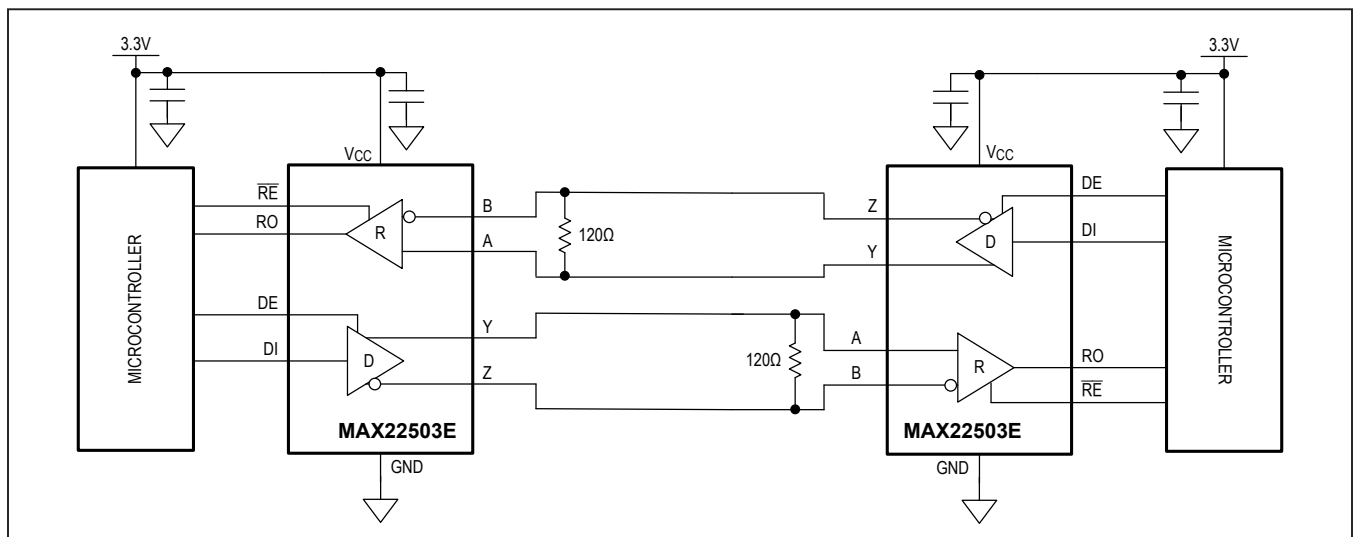 3.3V
3.3V
VCC
VCC
RE
RO
B
A
120Ω
Z
Y
DE
DI
R
D
MICROCONTROLLER
MICROCONTROLLER
DE
DI
D
Y
Z
120Ω
A
B
R
RO
RE
MAX22503E
MAX22503E
GND
GND